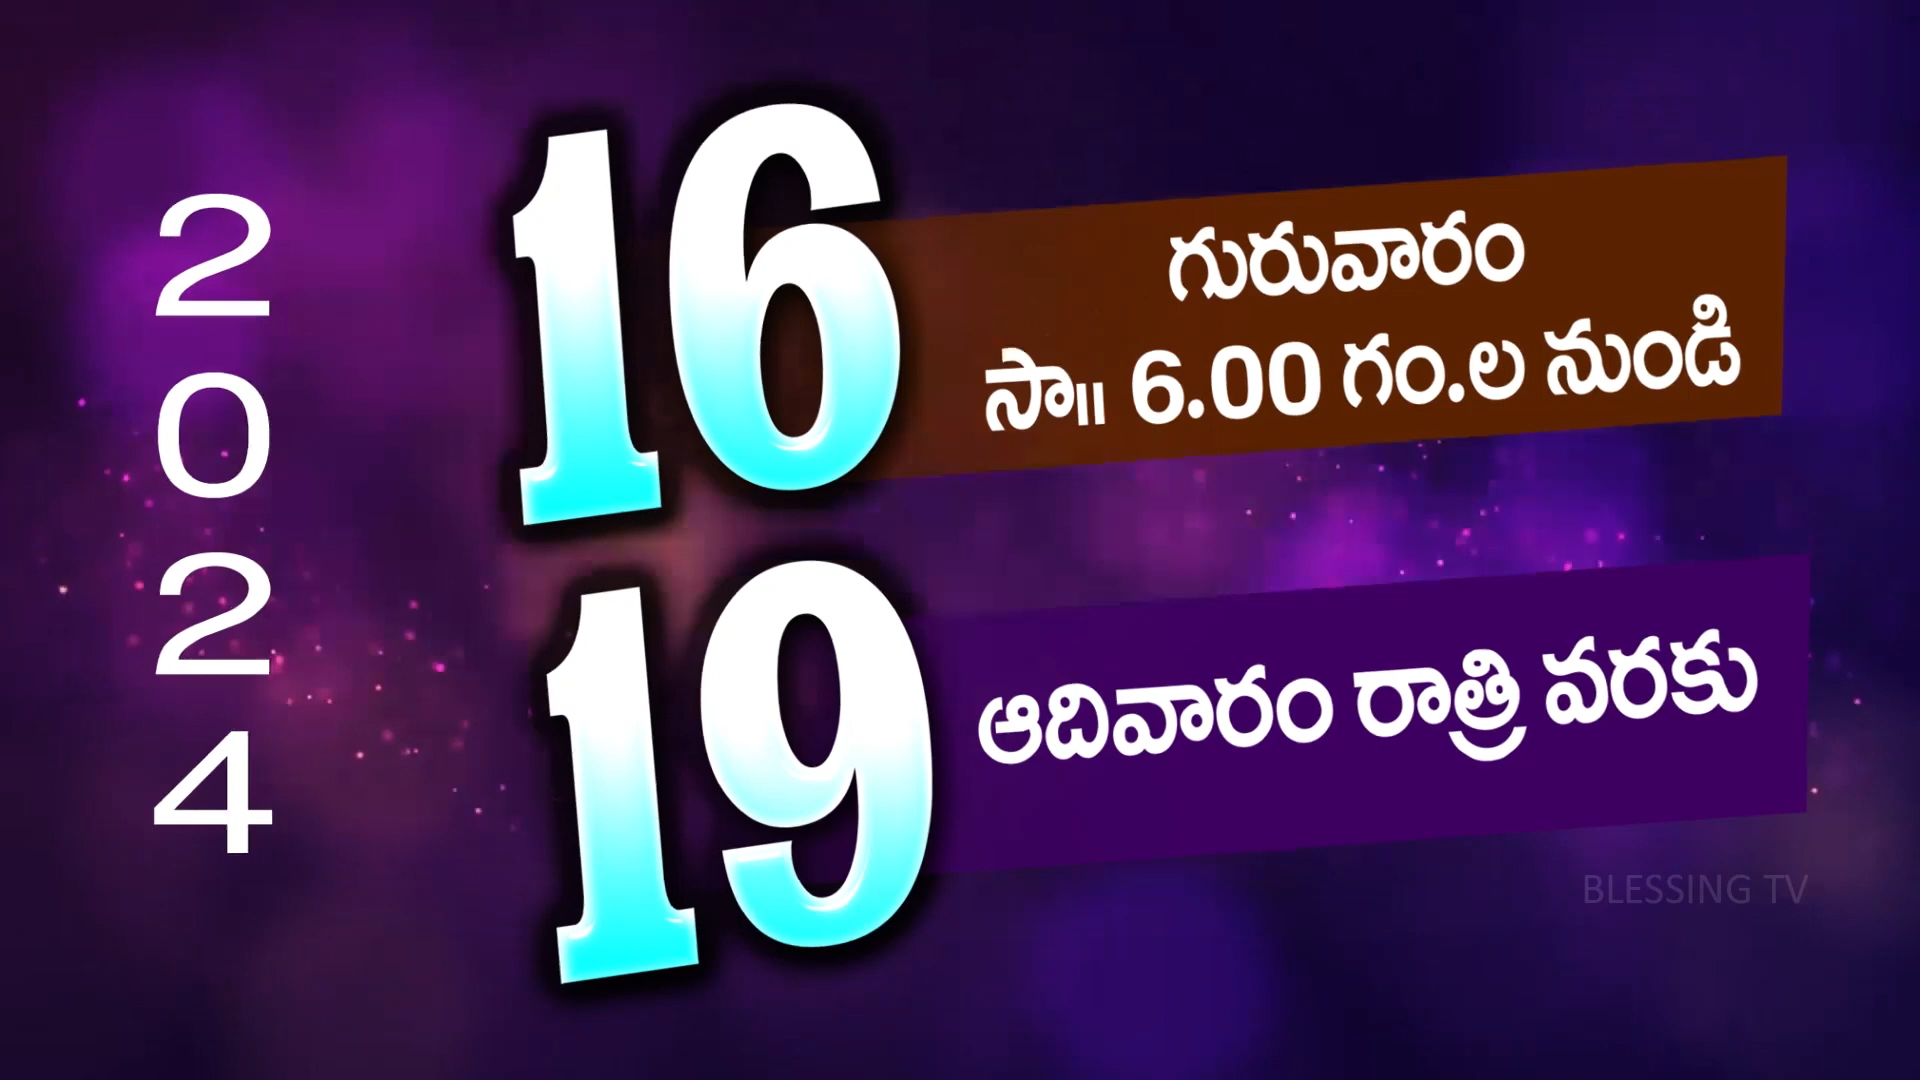 2024
16
గురువారం
సా॥ 6.00 గం.ల నుండి
19
ఆదివారం రాత్రి వరకు
BLESSING TV